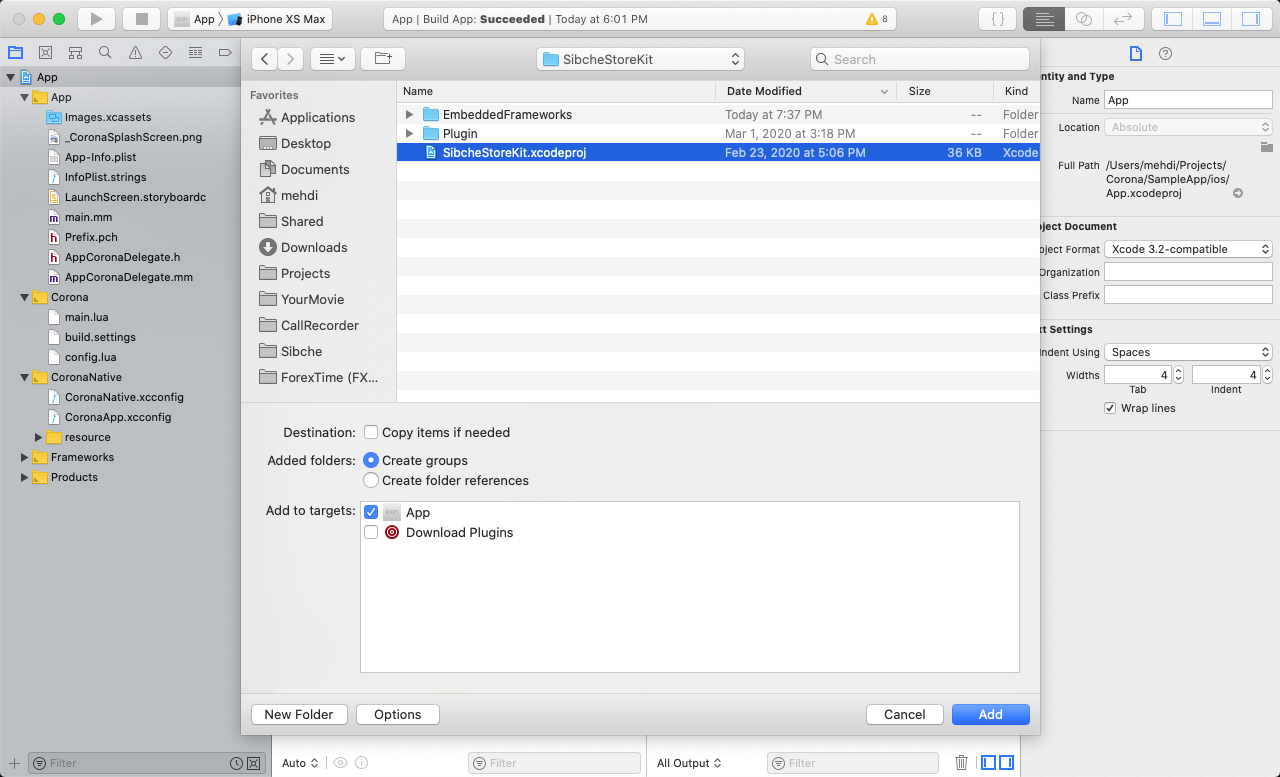 App
iPhone XS Max
App | Build App: Succeeded | Today at 6:01 PM
8
App
App
Images.xcassets
_CoronaSplashScreen.png
App-Info.plist
InfoPlist.strings
LaunchScreen.storyboardc
main.mm
Prefix.pch
AppCoronaDelegate.h
AppCoronaDelegate.mm
Corona
main.lua
build.settings
config.lua
CoronaNative
CoronaNative.xcconfig
CoronaApp.xcconfig
resource
Frameworks
Products
Filter
SibcheStoreKit
Search
Favorites
Applications
Desktop
Documents
mehdi
Shared
Downloads
Projects
YourMovie
CallRecorder
Sibche
ForexTime (FX...
Name Date Modified Size Kind
EmbeddedFrameworks Today at 7:37 PM -- Folder
Plugin Mar 1, 2020 at 3:18 PM -- Folder
SibcheStoreKit.xcodeproj Feb 23, 2020 at 5:06 PM 36 KB Xcode
Destination: Copy items if needed
Added folders: Create groups
Create folder references
Add to targets: App
Download Plugins
New Folder Options Cancel Add
Auto Filter All Output Filter
ntity and Type
Name App
Location Absolute
Full Path /Users/mehdi/Projects/
Corona/SampleApp/ios/
App.xcodeproj
oject Document
oject Format Xcode 3.2-compatible
Organization
Class Prefix
xt Settings
Indent Using Spaces
Widths 4 4
Tab Indent
Wrap lines